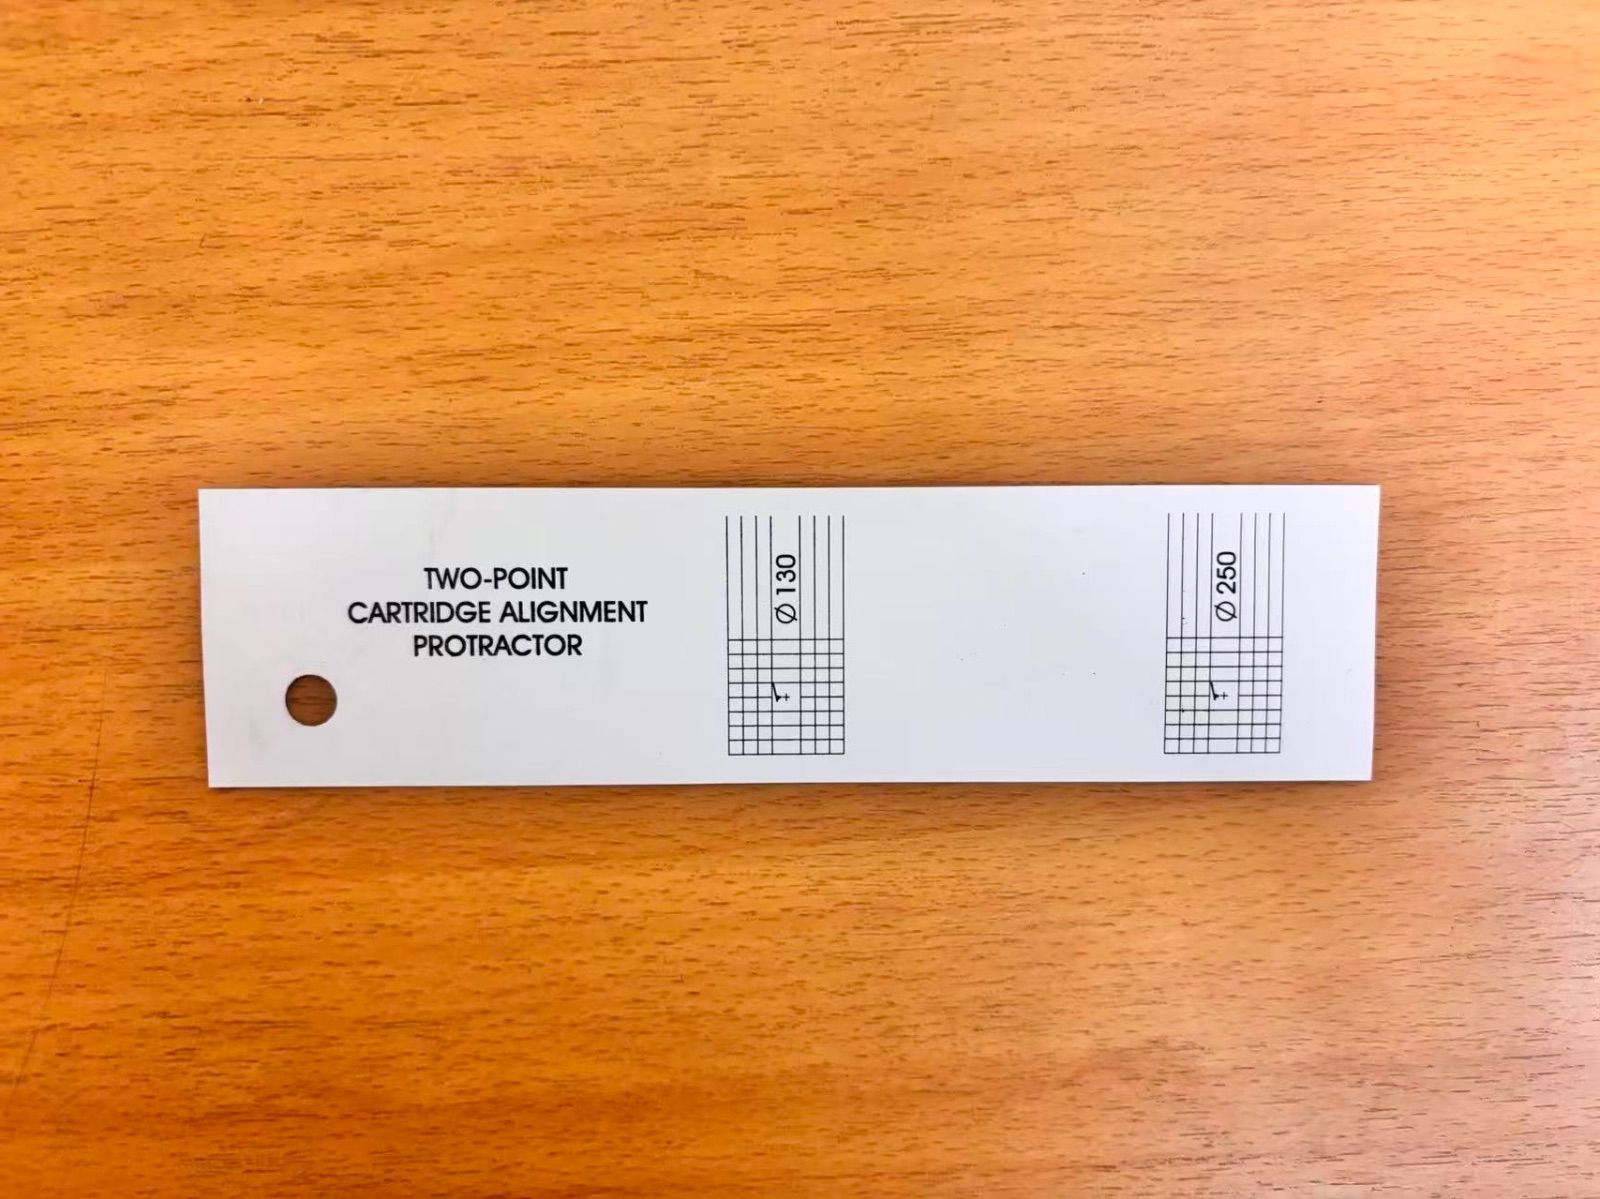 TWO-POINT
CARTRIDGE ALIGNMENT
PROTRACTOR
Ø 130
Ø 250